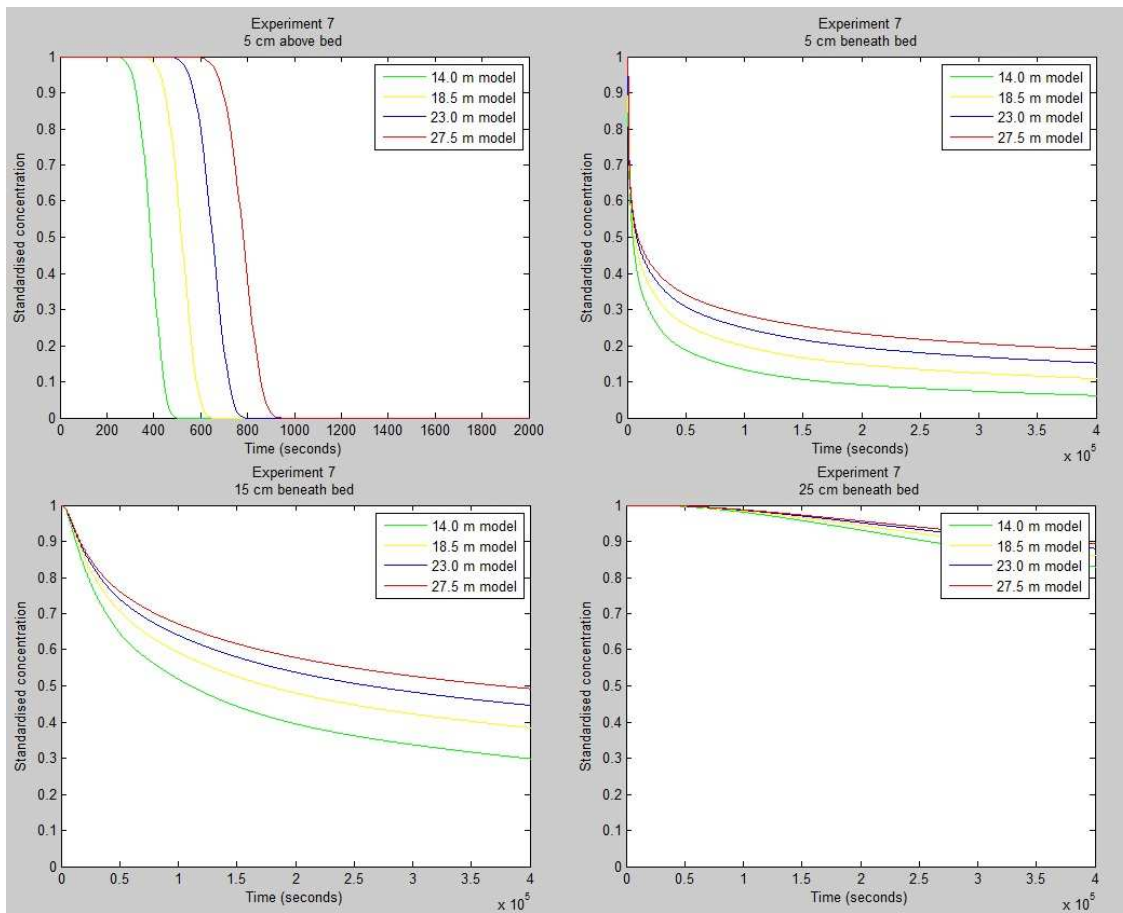 Experiment 7
5 cm above bed
Standardised concentration
1
0.9
0.8
0.7
0.6
0.5
0.4
0.3
0.2
0.1
0
14.0 m model
18.5 m model
23.0 m model
27.5 m model
0 200 400 600 800 1000 1200 1400 1600 1800 2000
Time (seconds)
Experiment 7
5 cm beneath bed
Standardised concentration
1
0.9
0.8
0.7
0.6
0.5
0.4
0.3
0.2
0.1
0
14.0 m model
18.5 m model
23.0 m model
27.5 m model
0 0.5 1 1.5 2 2.5 3 3.5 4
Time (seconds)
x 10^5
Experiment 7
15 cm beneath bed
Standardised concentration
1
0.9
0.8
0.7
0.6
0.5
0.4
0.3
0.2
0.1
0
14.0 m model
18.5 m model
23.0 m model
27.5 m model
0 0.5 1 1.5 2 2.5 3 3.5 4
Time (seconds)
x 10^5
Experiment 7
25 cm beneath bed
Standardised concentration
1
0.9
0.8
0.7
0.6
0.5
0.4
0.3
0.2
0.1
0
14.0 m model
18.5 m model
23.0 m model
27.5 m model
0 0.5 1 1.5 2 2.5 3 3.5 4
Time (seconds)
x 10^5